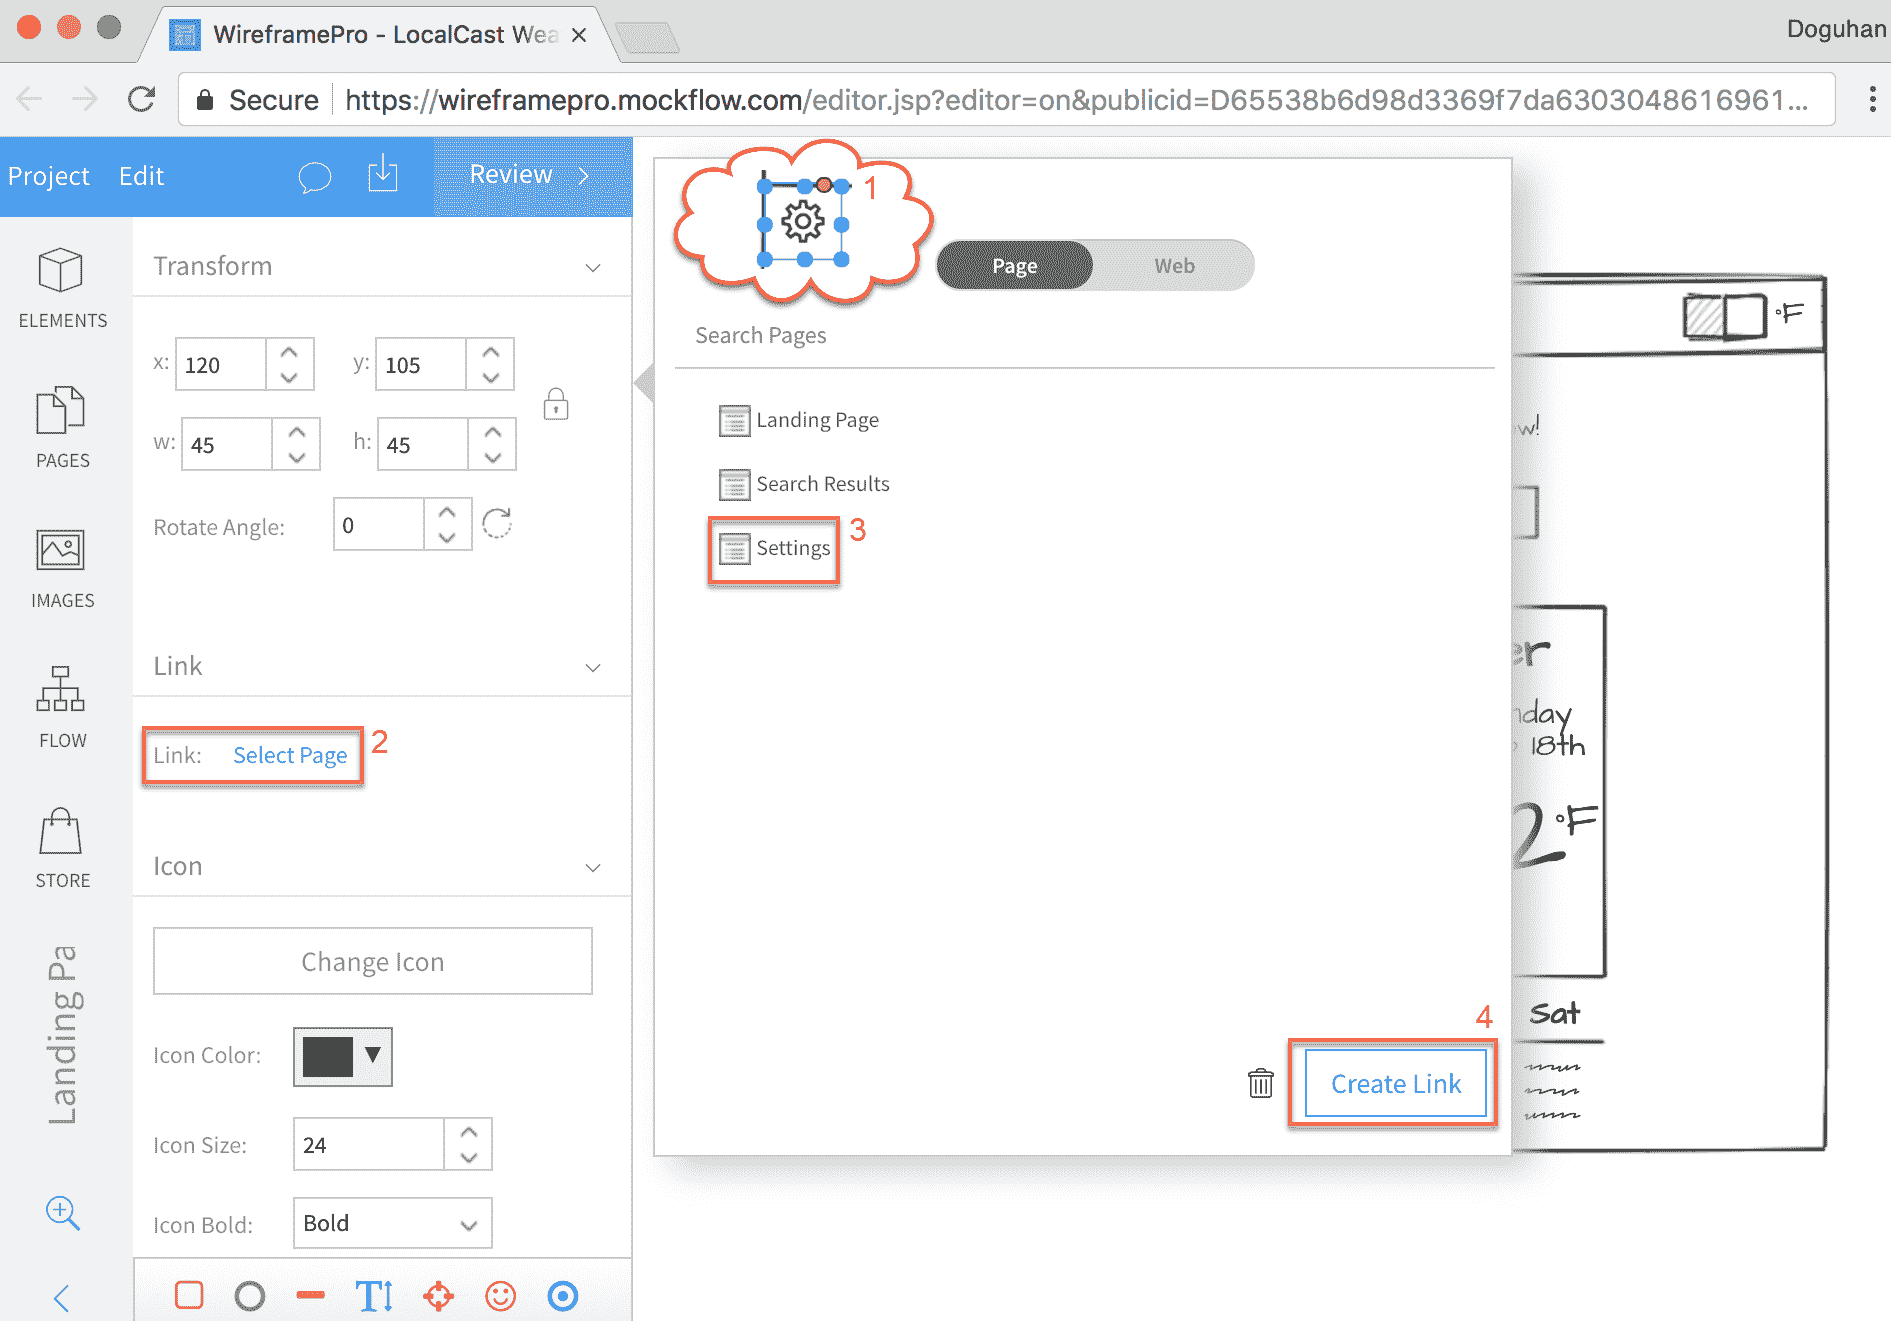 WireframePro - LocalCast Wea
Doguhan
Secure https://wireframepro.mockflow.com/editor.jsp?editor=on&publicid=D65538b6d98d3369f7da6303048616961...
Project Edit Review
1
Transform
Page Web
°F
ELEMENTS
Search Pages
x: 120 y: 105
Landing Page
w: 45 h: 45
ow!
PAGES
Search Results
Rotate Angle: 0
Settings 3
IMAGES
Link
er
FLOW
Link: Select Page 2
nday
18th
2°F
Icon
STORE
Landing Pa
Change Icon
4
Sat
Icon Color:
Create Link
Icon Size: 24
Icon Bold: Bold
T